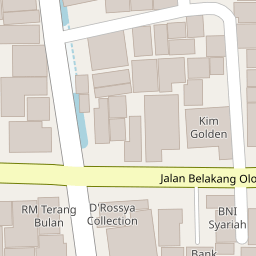 Kim
Golden
Jalan Belakang Olo
RM Terang
Bulan
D'Rossya
Collection
BNI
Syariah
Bank